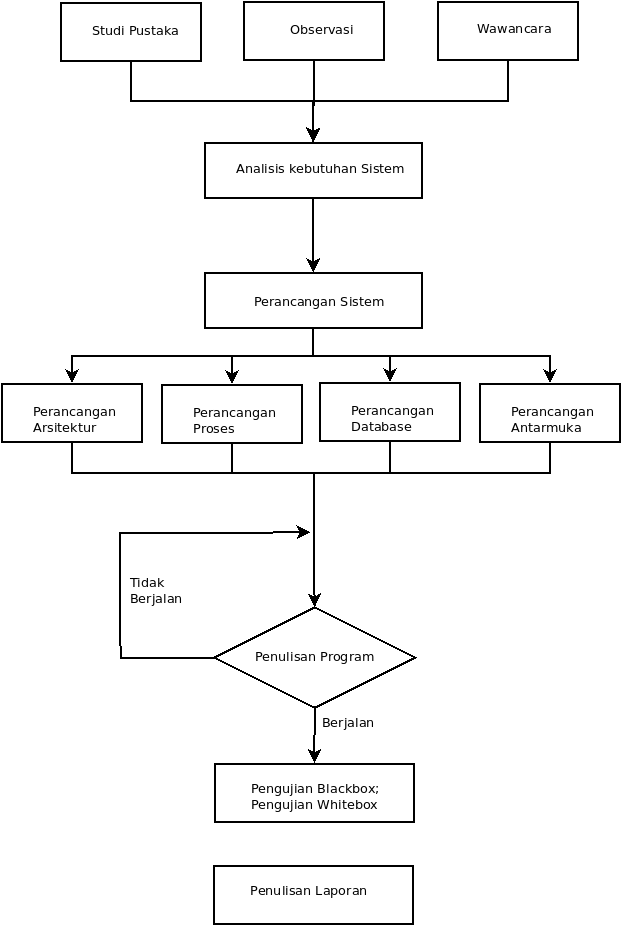 Studi Pustaka
Observasi
Wawancara
Analisis kebutuhan Sistem
Perancangan Sistem
Perancangan
Arsitektur
Perancangan
Proses
Perancangan
Database
Perancangan
Antarmuka
Tidak
Berjalan
Penulisan Program
Berjalan
Pengujian Blackbox;
Pengujian Whitebox
Penulisan Laporan